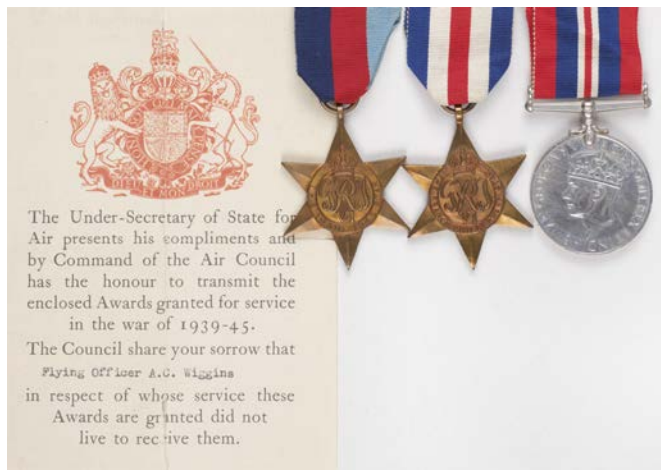 DIEU ET MON DROIT
The Under-Secretary of State for
Air presents his compliments and
by Command of the Air Council
has the honour to transmit the
enclosed Awards granted for service
in the war of 1939-45.
The Council share your sorrow that
Flying Officer A.C. Wiggins
in respect of whose service these
Awards are granted did not
live to receive them.